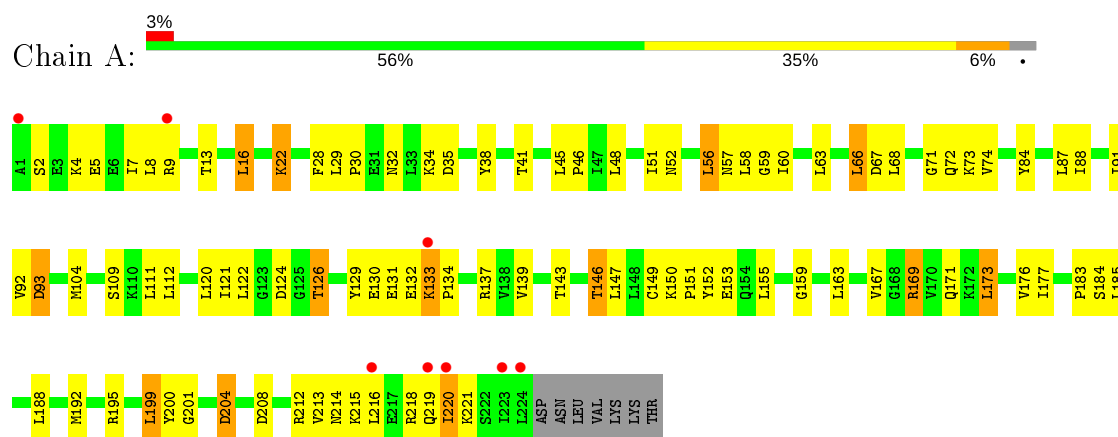 3%
Chain A:
56% 35% 6% •
A1 S2 E3 K4 E5 E6 I7 L8 R9 T13 L16 K22 F28 L29 P30 E31 N32 L33 K34 D35 Y38 T41 L45 P46 I47 L48 I51 N52 L56 N57 L58 G59 I60 L63 L66 D67 L68 G71 Q72 K73 V74 Y84 L87 I88
V92 D93 M104 S109 K110 L111 L112 L120 I121 L122 G123 D124 G125 T126 Y129 E130 E131 E132 K133 P134 R137 V138 V139 T143 T146 L147 L148 C149 K150 P151 Y152 E153 Q154 L155 G159 L163 V167 G168 R169 V170 Q171 K172 L173 V176 I177 P183 S184 L185
L188 M192 R195 L199 Y200 G201 D204 D208 R212 V213 N214 K215 L216 E217 R218 Q219 I220 K221 S222 I223 L224 ASP ASN LEU VAL LYS LYS THR